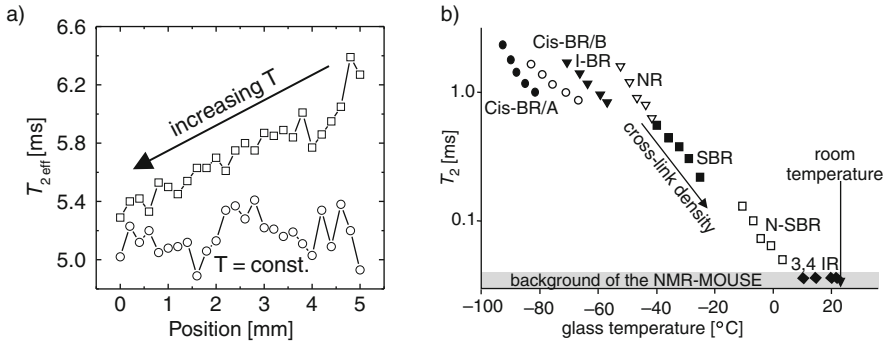 a)
6.6
6.2
5.8
5.4
5.0
T2 eff [ms]
increasing T
T = const.
0 1 2 3 4 5
Position [mm]
b)
1.0
0.1
T2 [ms]
Cis-BR/B
I-BR
NR
Cis-BR/A
cross-link density
SBR
room
temperature
N-SBR
3,4 IR
background of the NMR-MOUSE
−100 −80 −60 −40 −20 0 20
glass temperature [°C]